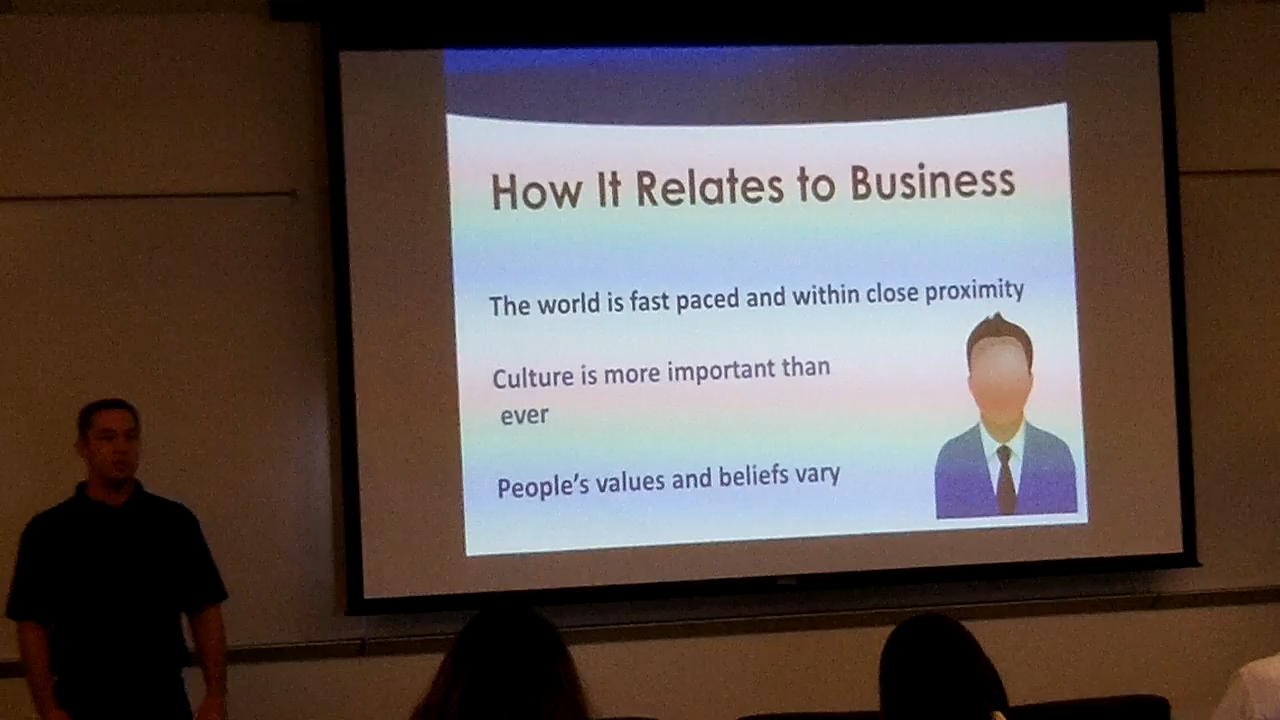 How It Relates to Business
The world is fast paced and within close proximity
Culture is more important than
ever
People's values and beliefs vary